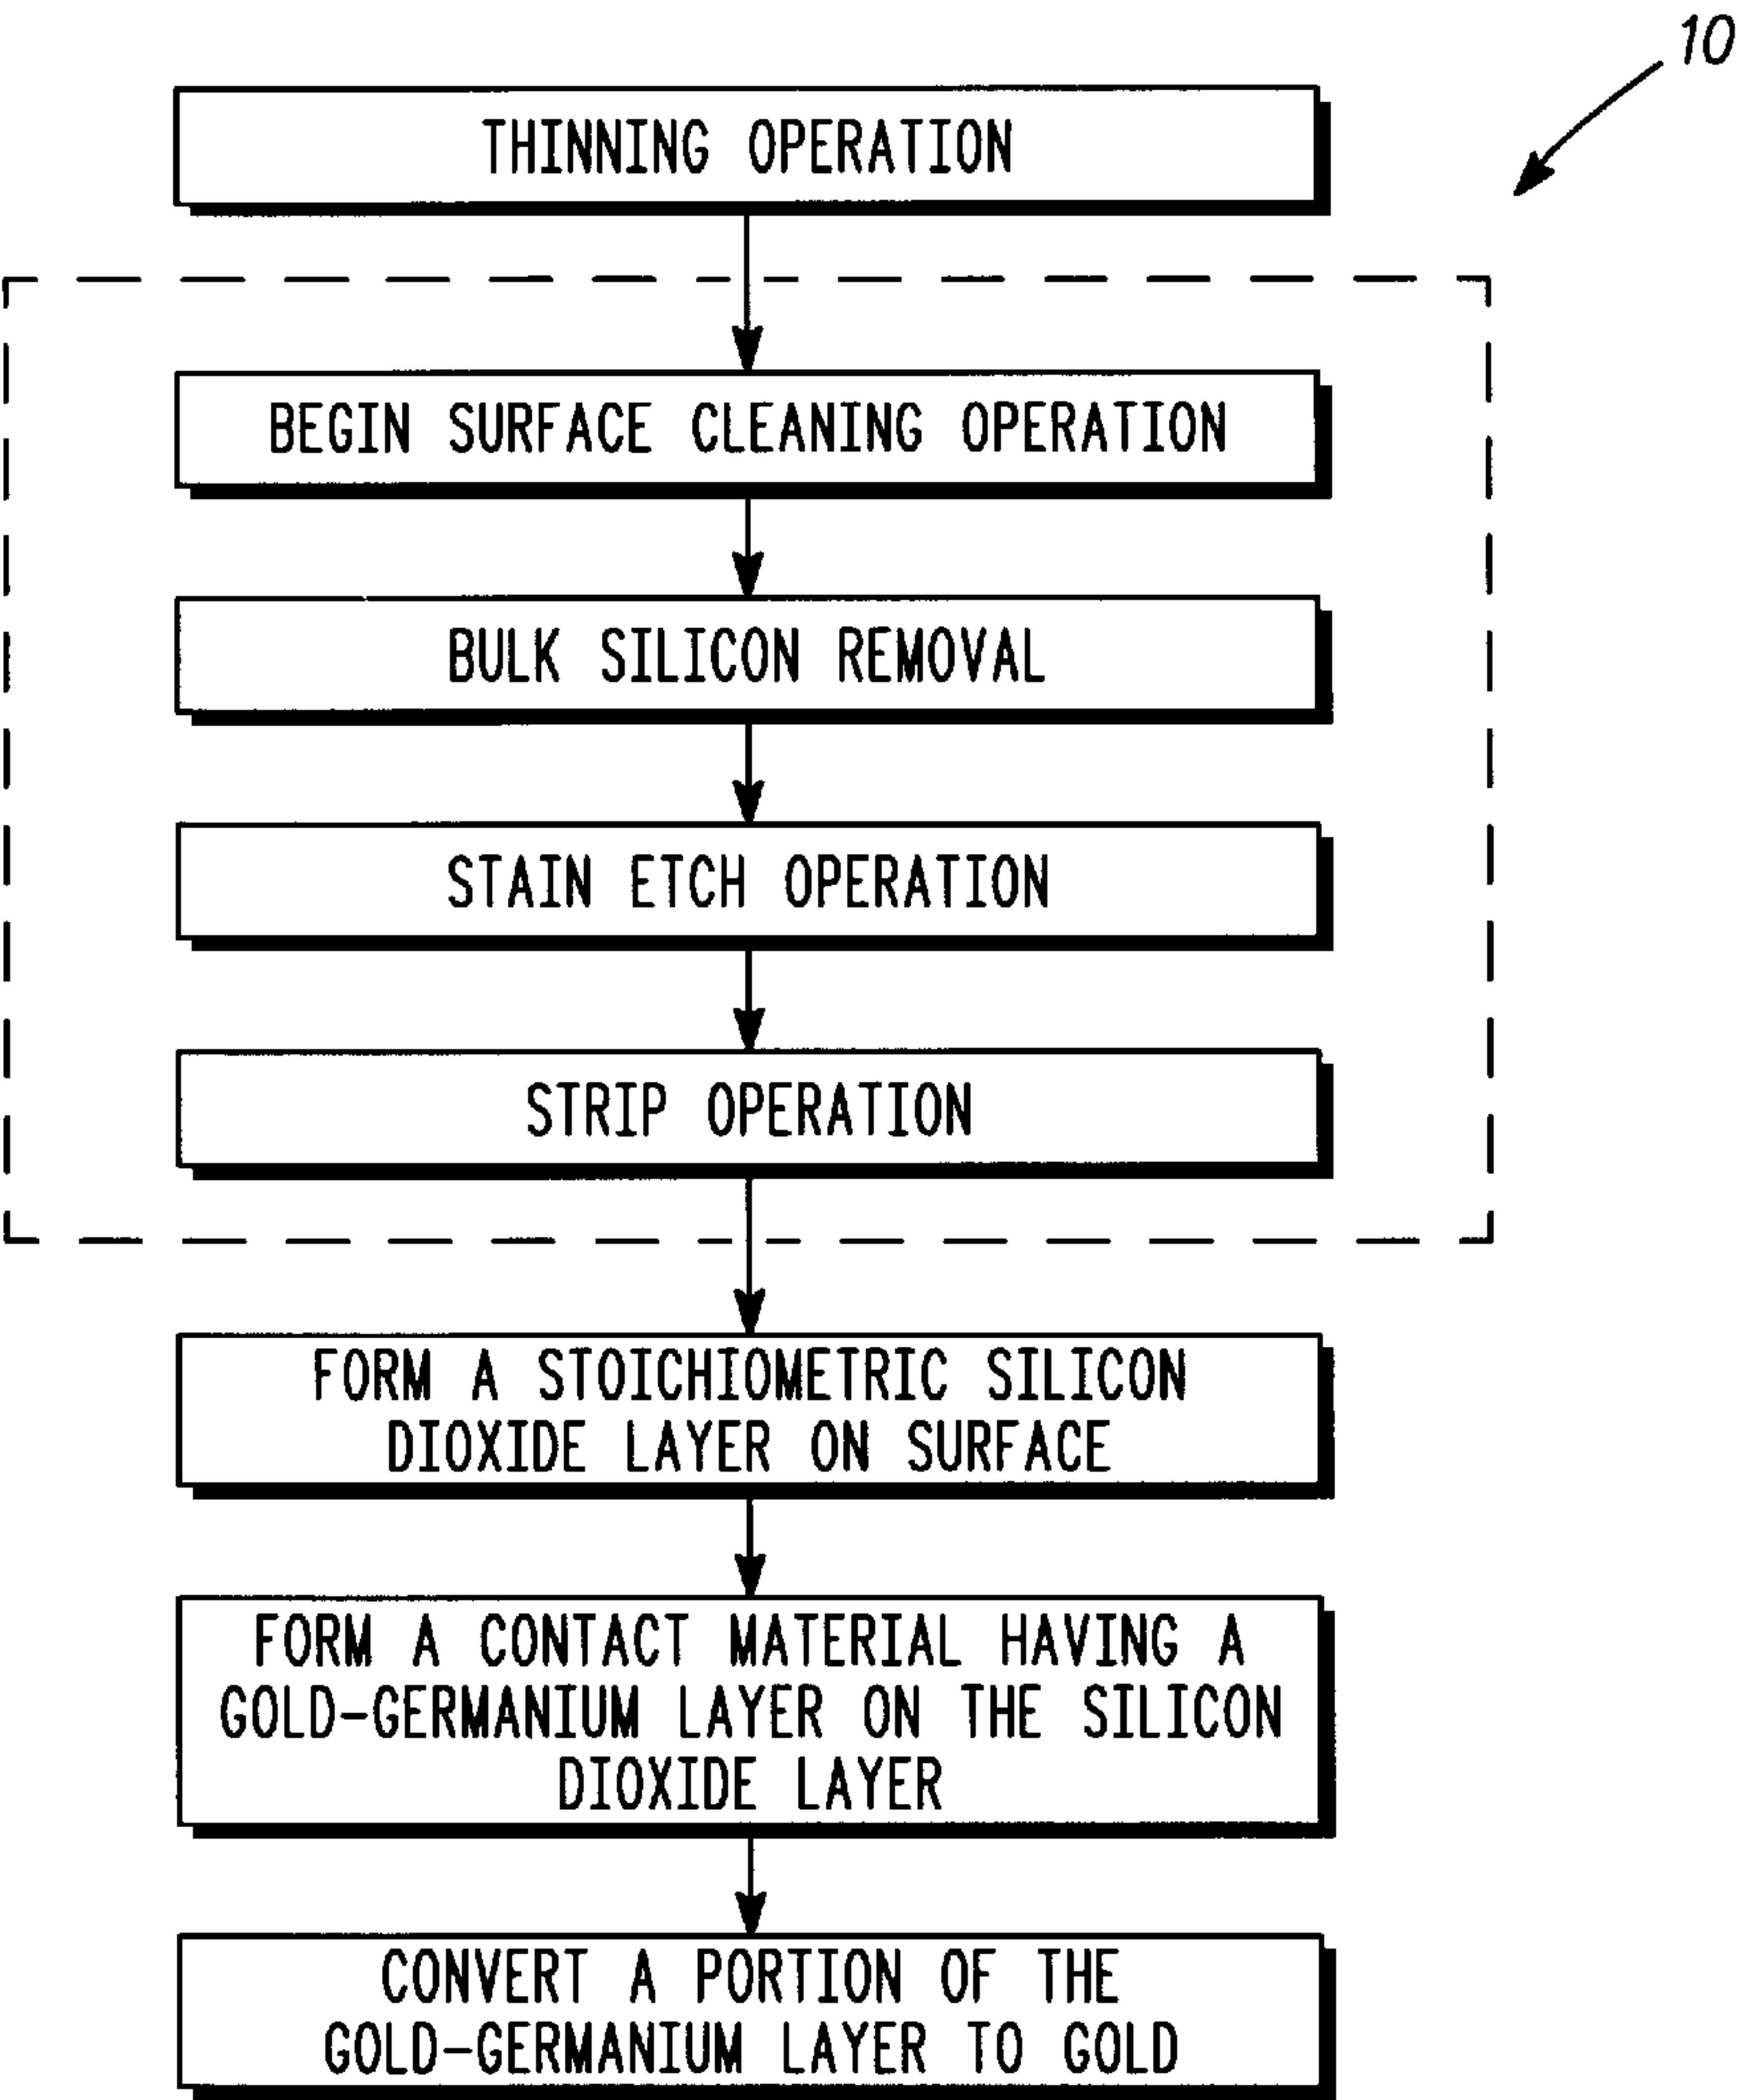 10
THINNING OPERATION
BEGIN SURFACE CLEANING OPERATION
BULK SILICON REMOVAL
STAIN ETCH OPERATION
STRIP OPERATION
FORM A STOICHIOMETRIC SILICON
DIOXIDE LAYER ON SURFACE
FORM A CONTACT MATERIAL HAVING A
GOLD-GERMANIUM LAYER ON THE SILICON
DIOXIDE LAYER
CONVERT A PORTION OF THE
GOLD-GERMANIUM LAYER TO GOLD